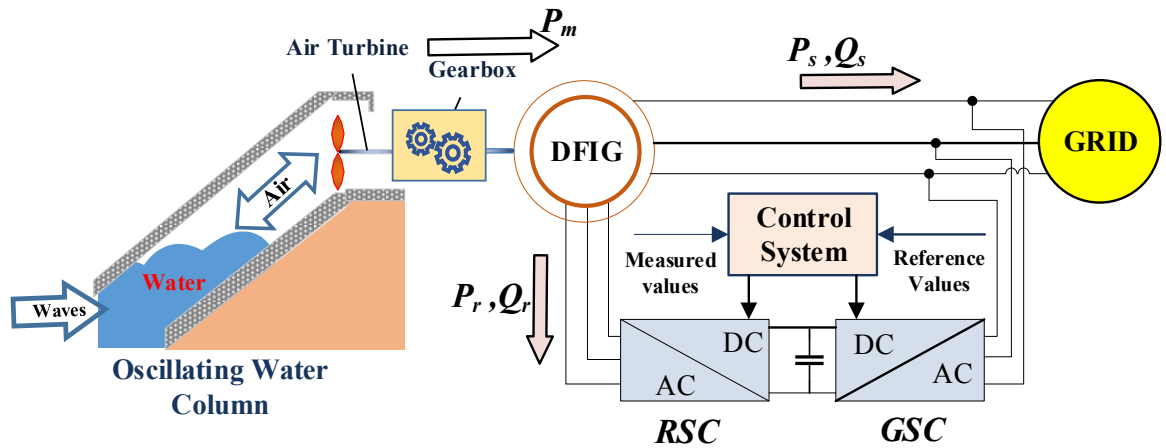 P_m
Air Turbine
Gearbox
P_s ,Q_s
DFIG
GRID
Air
Control
System
Measured
values
Reference
Values
Water
Waves
P_r ,Q_r
DC
AC
DC
AC
Oscillating Water
Column
RSC
GSC